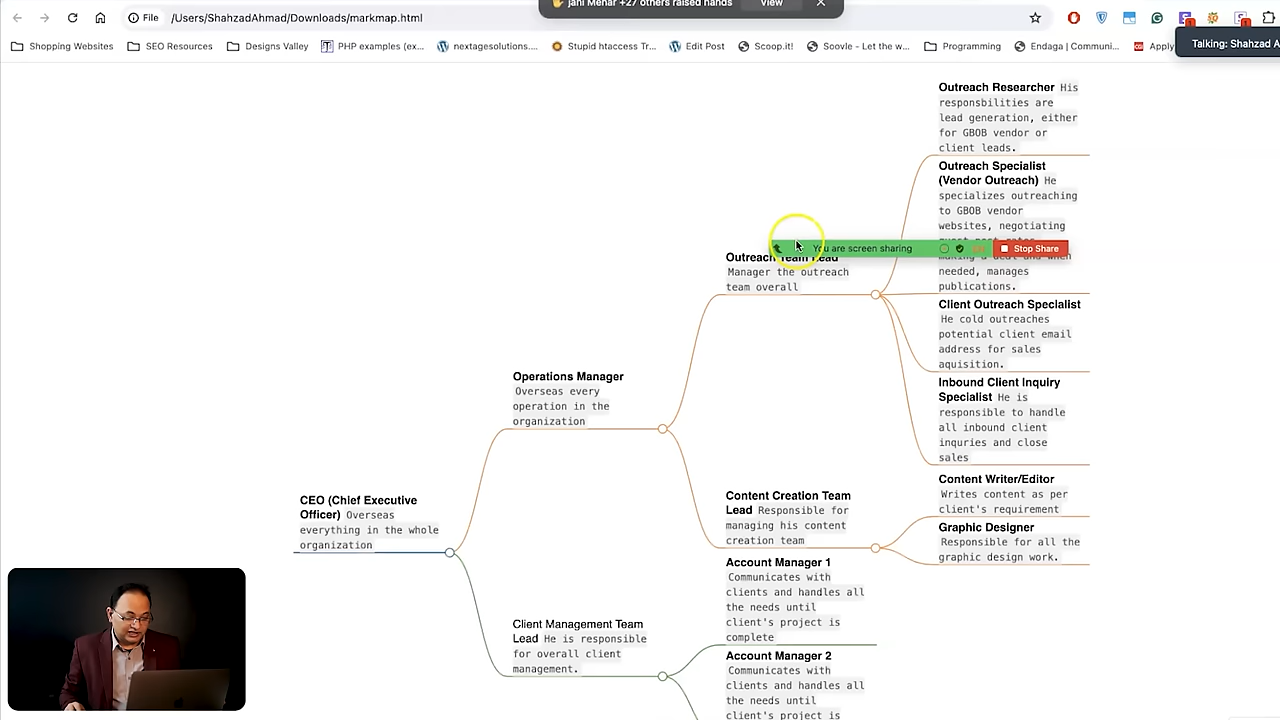 jani Mehar +27 others raised hands View
File /Users/ShahzadAhmad/Downloads/markmap.html
Shopping Websites SEO Resources Designs Valley PHP examples (ex... nextagesolutions.... Stupid htaccess Tr... Edit Post Scoop.it! Soovle - Let the w... Programming Endaga | Communi... Apply
Talking: Shahzad A
Outreach Researcher His
responsbilities are
lead generation, either
for GBOB vendor or
client leads.
Outreach Specialist
(Vendor Outreach) He
specializes outreaching
to GBOB vendor
websites, negotiating
needed, manages
publications.
You are screen sharing
Stop Share
Outreach Team Lead
Manager the outreach
team overall
Client Outreach Specialist
He cold outreaches
potential client email
address for sales
aquisition.
Inbound Client Inquiry
Specialist He is
responsible to handle
all inbound client
inquries and close
sales
Operations Manager
Overseas every
operation in the
organization
Content Creation Team
Lead Responsible for
managing his content
creation team
Content Writer/Editor
Writes content as per
client's requirement
Graphic Designer
Responsible for all the
graphic design work.
CEO (Chief Executive
Officer) Overseas
everything in the whole
organization
Client Management Team
Lead He is responsible
for overall client
management.
Account Manager 1
Communicates with
clients and handles all
the needs until
client's project is
complete
Account Manager 2
Communicates with
clients and handles all
the needs until
client's project is